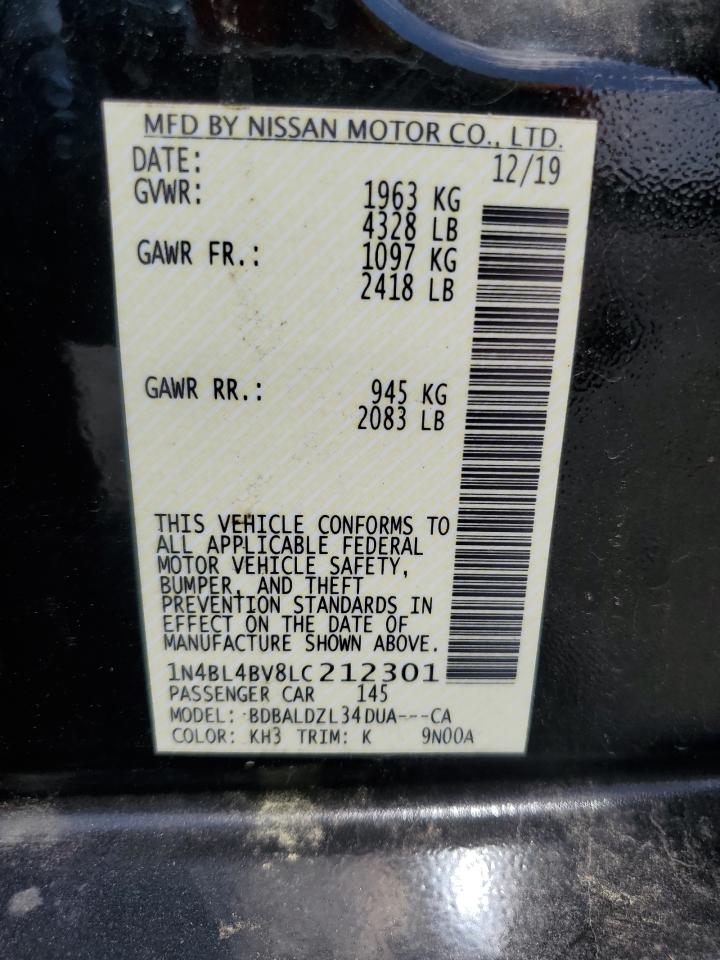 MFD BY NISSAN MOTOR CO., LTD.
DATE: 12/19
GVWR: 1963 KG
4328 LB
GAWR FR.: 1097 KG
2418 LB
GAWR RR.: 945 KG
2083 LB
THIS VEHICLE CONFORMS TO
ALL APPLICABLE FEDERAL
MOTOR VEHICLE SAFETY,
BUMPER, AND THEFT
PREVENTION STANDARDS IN
EFFECT ON THE DATE OF
MANUFACTURE SHOWN ABOVE.
1N4BL4BV8LC212301
PASSENGER CAR 145
MODEL: BDBALDZL34DUA---CA
COLOR: KH3 TRIM: K 9N00A